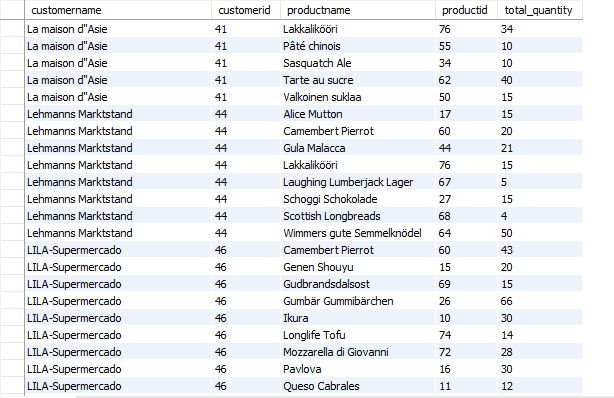 customername customerid productname productid total_quantity
La maison d"Asie 41 Lakkalikööri 76 34
La maison d"Asie 41 Pâté chinois 55 10
La maison d"Asie 41 Sasquatch Ale 34 10
La maison d"Asie 41 Tarte au sucre 62 40
La maison d"Asie 41 Valkoinen suklaa 50 15
Lehmanns Marktstand 44 Alice Mutton 17 15
Lehmanns Marktstand 44 Camembert Pierrot 60 20
Lehmanns Marktstand 44 Gula Malacca 44 21
Lehmanns Marktstand 44 Lakkalikööri 76 15
Lehmanns Marktstand 44 Laughing Lumberjack Lager 67 5
Lehmanns Marktstand 44 Schoggi Schokolade 27 15
Lehmanns Marktstand 44 Scottish Longbreads 68 4
Lehmanns Marktstand 44 Wimmers gute Semmelknödel 64 50
LILA-Supermercado 46 Camembert Pierrot 60 43
LILA-Supermercado 46 Genen Shouyu 15 20
LILA-Supermercado 46 Gudbrandsdalsost 69 15
LILA-Supermercado 46 Gumbär Gummibärchen 26 66
LILA-Supermercado 46 Ikura 10 30
LILA-Supermercado 46 Longlife Tofu 74 14
LILA-Supermercado 46 Mozzarella di Giovanni 72 28
LILA-Supermercado 46 Pavlova 16 30
LILA-Supermercado 46 Queso Cabrales 11 12